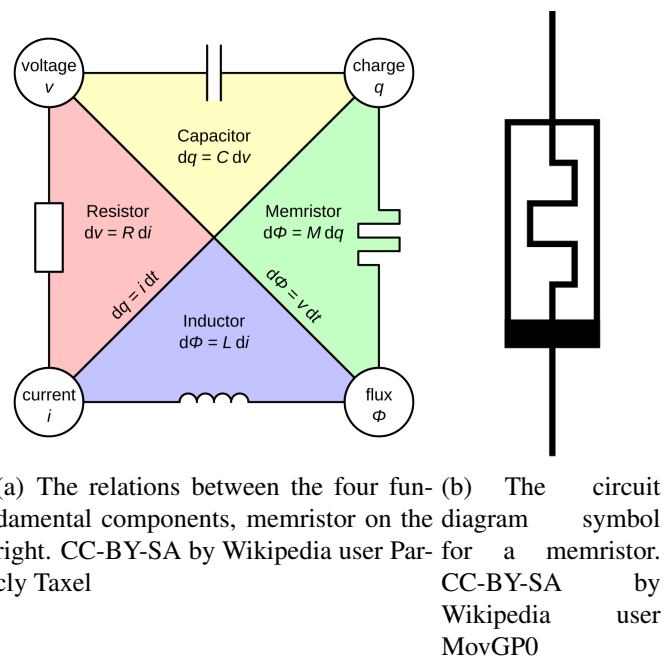 voltage
v
charge
q
Capacitor
dq = C dv
Resistor
dv = R di
Memristor
dΦ = M dq
dq = i dt
dΦ = v dt
Inductor
dΦ = L di
current
i
flux
Φ
(a) The relations between the four fun-
damental components, memristor on the
right. CC-BY-SA by Wikipedia user Par-
cly Taxel
(b) The circuit
diagram symbol
for a memristor.
CC-BY-SA by
Wikipedia user
MovGP0